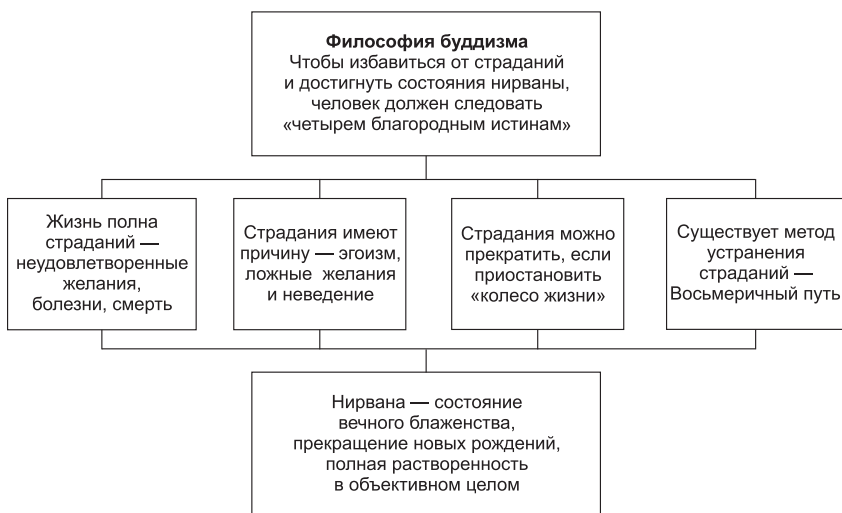 Философия буддизма
Чтобы избавиться от страданий
и достигнуть состояния нирваны,
человек должен следовать
«четырем благородным истинам»
Жизнь полна
страданий —
неудовлетворенные
желания,
болезни, смерть
Страдания имеют
причину — эгоизм,
ложные желания
и неведение
Страдания можно
прекратить, если
приостановить
«колесо жизни»
Существует метод
устранения
страданий —
Восьмеричный путь
Нирвана — состояние
вечного блаженства,
прекращение новых рождений,
полная растворенность
в объективном целом